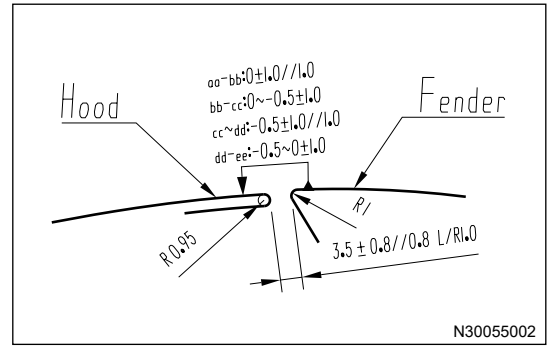 aa-bb:0±1.0//1.0
bb-cc:0~-0.5±1.0
cc~dd:-0.5±1.0//1.0
dd-ee:-0.5~0±1.0
Hood
Fender
R0.95
R1
3.5±0.8//0.8 L/R1.0
N30055002